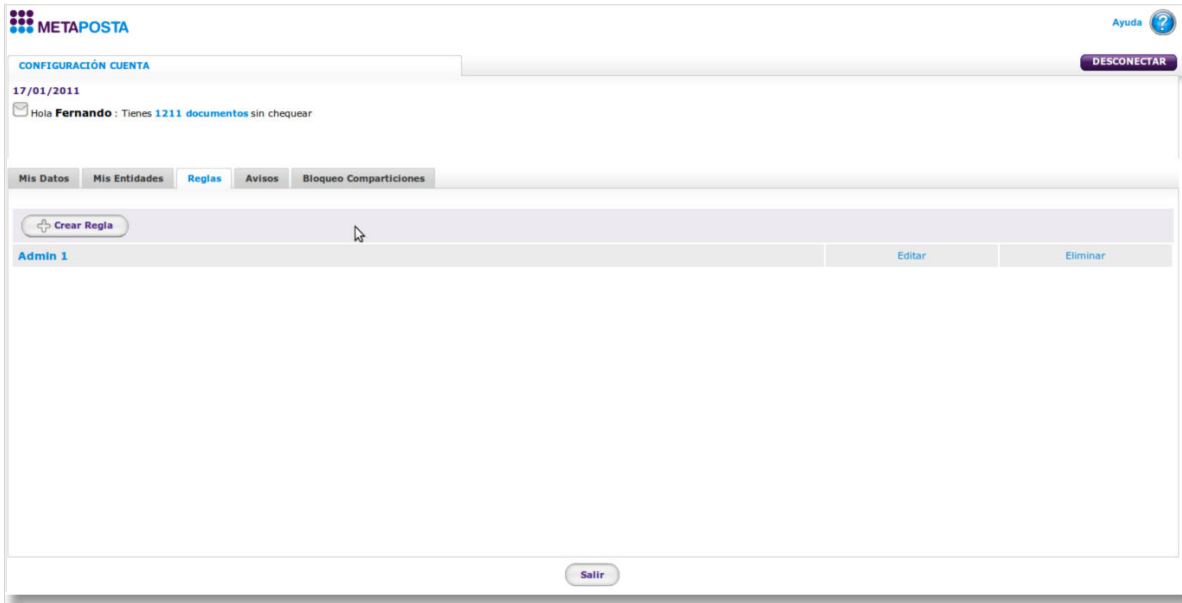 METAPOSTA
Ayuda ?
CONFIGURACIÓN CUENTA
DESCONECTAR
17/01/2011
Hola Fernando : Tienes 1211 documentos sin chequear
Mis Datos Mis Entidades Reglas Avisos Bloqueo Comparticiones
Crear Regla
Admin 1 Editar Eliminar
Salir